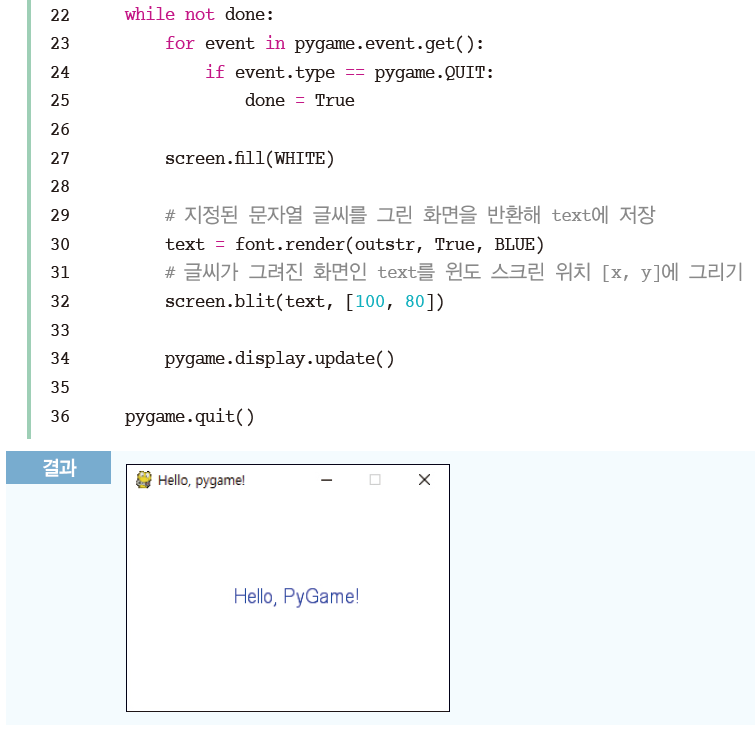 22 while not done:
23     for event in pygame.event.get():
24         if event.type == pygame.QUIT:
25             done = True
26
27     screen.fill(WHITE)
28
29     # 지정된 문자열 글씨를 그린 화면을 반환해 text에 저장
30     text = font.render(outstr, True, BLUE)
31     # 글씨가 그려진 화면인 text를 윈도 스크린 위치 [x, y]에 그리기
32     screen.blit(text, [100, 80])
33
34     pygame.display.update()
35
36 pygame.quit()
결과
Hello, pygame!
Hello, PyGame!